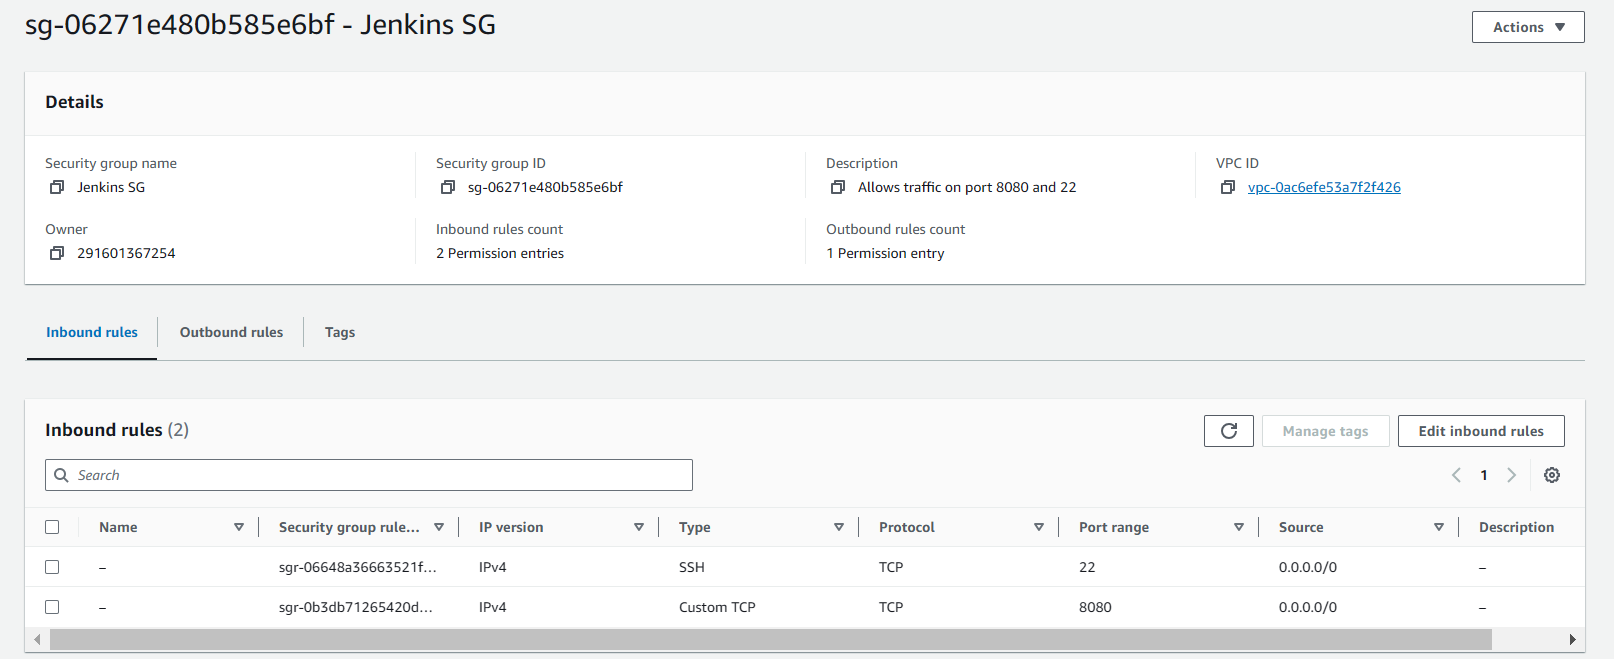 sg-06271e480b585e6bf - Jenkins SG
Actions
Details
Security group name
Security group ID
Description
VPC ID
Jenkins SG
sg-06271e480b585e6bf
Allows traffic on port 8080 and 22
vpc-0ac6efe53a7f2f426
Owner
Inbound rules count
Outbound rules count
291601367254
2 Permission entries
1 Permission entry
Inbound rules
Outbound rules
Tags
Inbound rules (2)
Manage tags
Edit inbound rules
Search
1
Name Security group rule... IP version Type Protocol Port range Source Description
– sgr-06648a36663521f... IPv4 SSH TCP 22 0.0.0.0/0 –
– sgr-0b3db71265420d... IPv4 Custom TCP TCP 8080 0.0.0.0/0 –